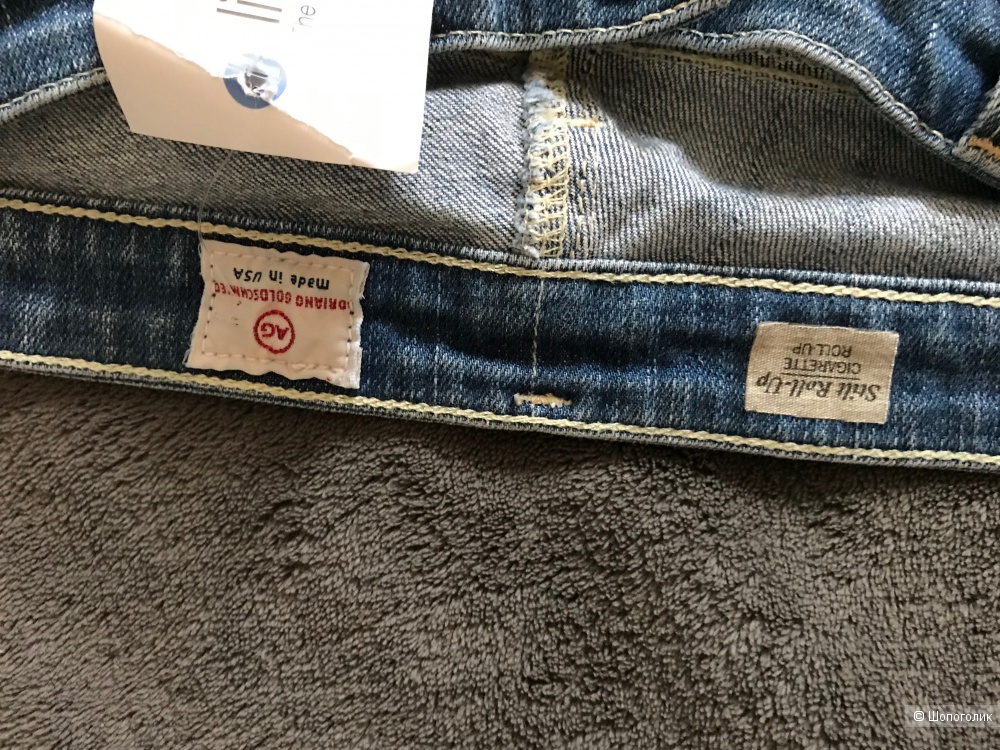 AG
ADRIANO GOLDSCHMIED
made in USA
Stilt Roll-Up
CIGARETTE
ROLL-UP
© Шопоголик